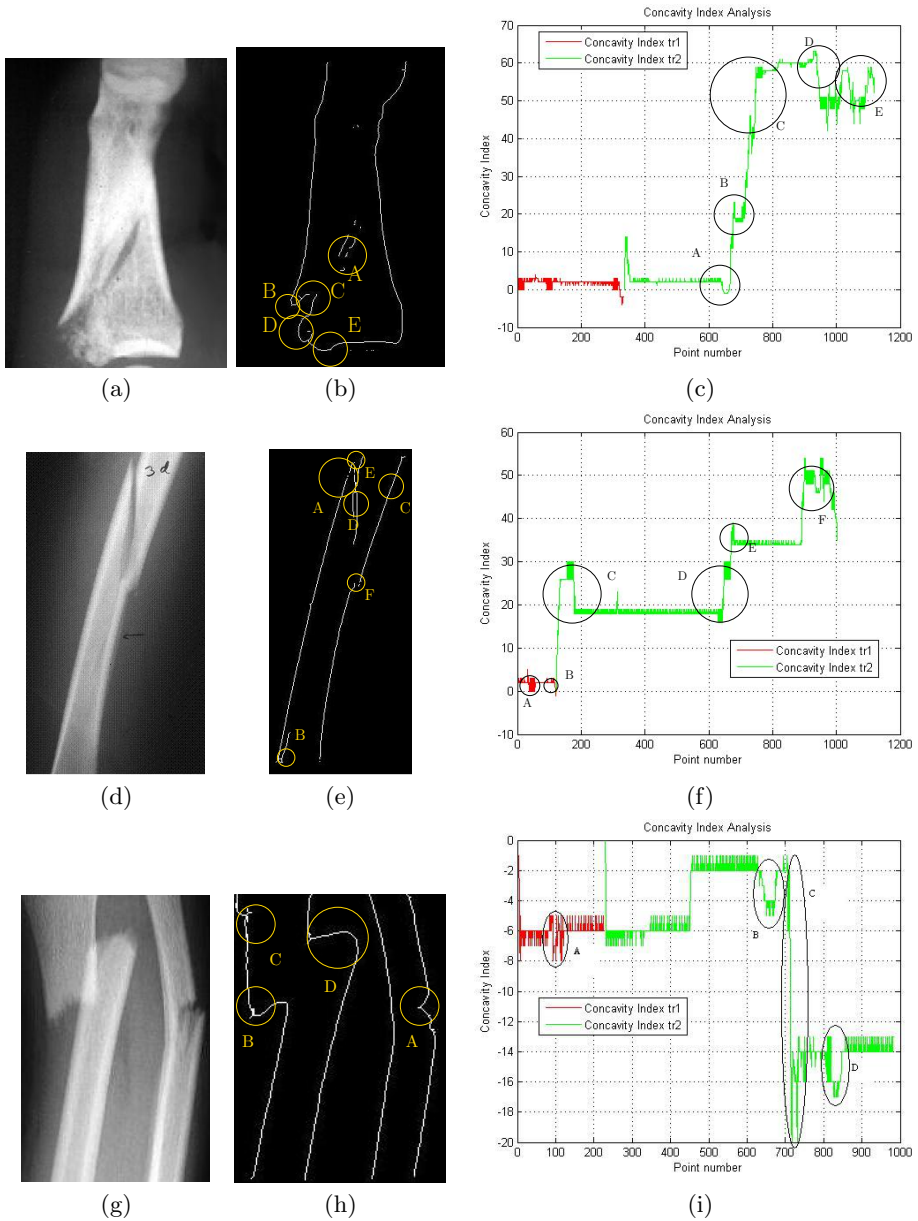 Concavity Index Analysis
Concavity Index tr1
Concavity Index tr2
Concavity Index
70
60
50
40
30
20
10
0
-10
0 200 400 600 800 1000 1200
Point number
A
B
C
D
E
A
B
C
D
E
(a) (b) (c)
3 d
A
B
C
D
E
F
Concavity Index Analysis
Concavity Index tr1
Concavity Index tr2
Concavity Index
60
50
40
30
20
10
0
-10
0 200 400 600 800 1000 1200
Point number
A
B
C
D
E
F
(d) (e) (f)
C
D
B
A
Concavity Index Analysis
Concavity Index tr1
Concavity Index tr2
Concavity Index
0
-2
-4
-6
-8
-10
-12
-14
-16
-18
-20
0 100 200 300 400 500 600 700 800 900 1000
Point number
A
B
C
D
(g) (h) (i)